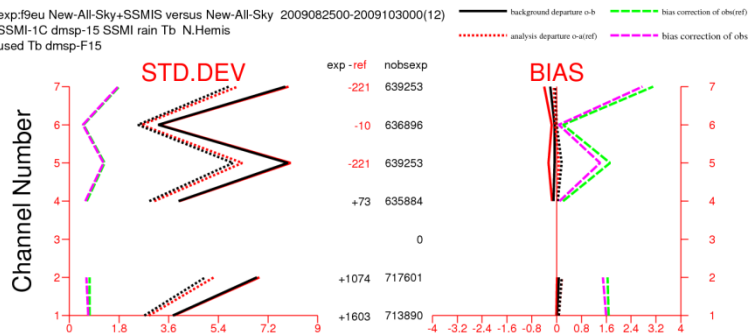 exp:f9eu New-All-Sky+SSMIS versus New-All-Sky 2009082500-2009103000(12)
SSMI-1C dmsp-15 SSMI rain Tb N.Hemis
used Tb dmsp-F15
background departure o-b
bias correction of obs(ref)
analysis departure o-a(ref)
bias correction of obs
STD.DEV
exp -ref
nobsexp
BIAS
Channel Number
7 -221 639253 7
6 -10 636896 6
5 -221 639253 5
4 +73 635884 4
3 0 3
2 +1074 717601 2
1 +1603 713890 1
0 1.8 3.6 5.4 7.2 9
-4 -3.2 -2.4 -1.6 -0.8 0 0.8 1.6 2.4 3.2 4